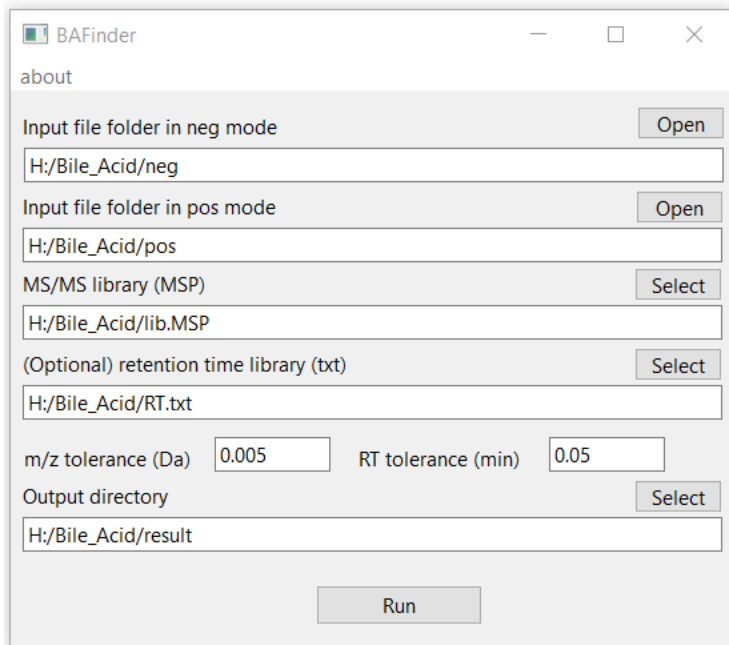 BAFinder
about
Input file folder in neg mode Open
H:/Bile_Acid/neg
Input file folder in pos mode Open
H:/Bile_Acid/pos
MS/MS library (MSP) Select
H:/Bile_Acid/lib.MSP
(Optional) retention time library (txt) Select
H:/Bile_Acid/RT.txt
m/z tolerance (Da) 0.005 RT tolerance (min) 0.05
Output directory Select
H:/Bile_Acid/result
Run